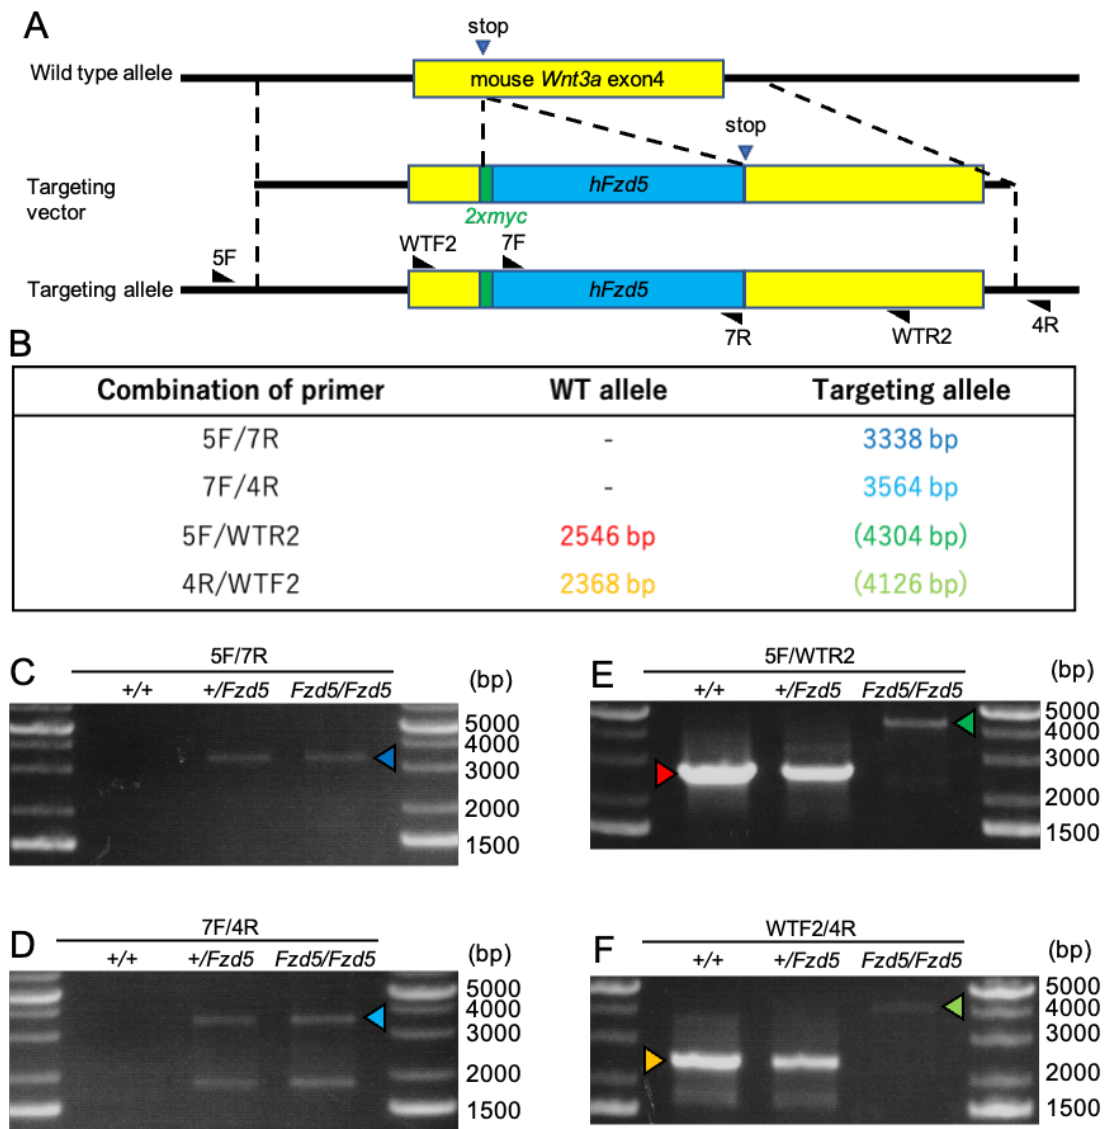 A
stop
Wild type allele
mouse Wnt3a exon4
stop
Targeting
vector
hFzd5
2xmyc
5F
WTF2
7F
Targeting allele
hFzd5
7R
WTR2
4R
B
Combination of primer WT allele Targeting allele
5F/7R - 3338 bp
7F/4R - 3564 bp
5F/WTR2 2546 bp (4304 bp)
4R/WTF2 2368 bp (4126 bp)
C
5F/7R
+/+ +/Fzd5 Fzd5/Fzd5 (bp)
5000
4000
3000
2000
1500
E
5F/WTR2
+/+ +/Fzd5 Fzd5/Fzd5 (bp)
5000
4000
3000
2000
1500
D
7F/4R
+/+ +/Fzd5 Fzd5/Fzd5 (bp)
5000
4000
3000
2000
1500
F
WTF2/4R
+/+ +/Fzd5 Fzd5/Fzd5 (bp)
5000
4000
3000
2000
1500